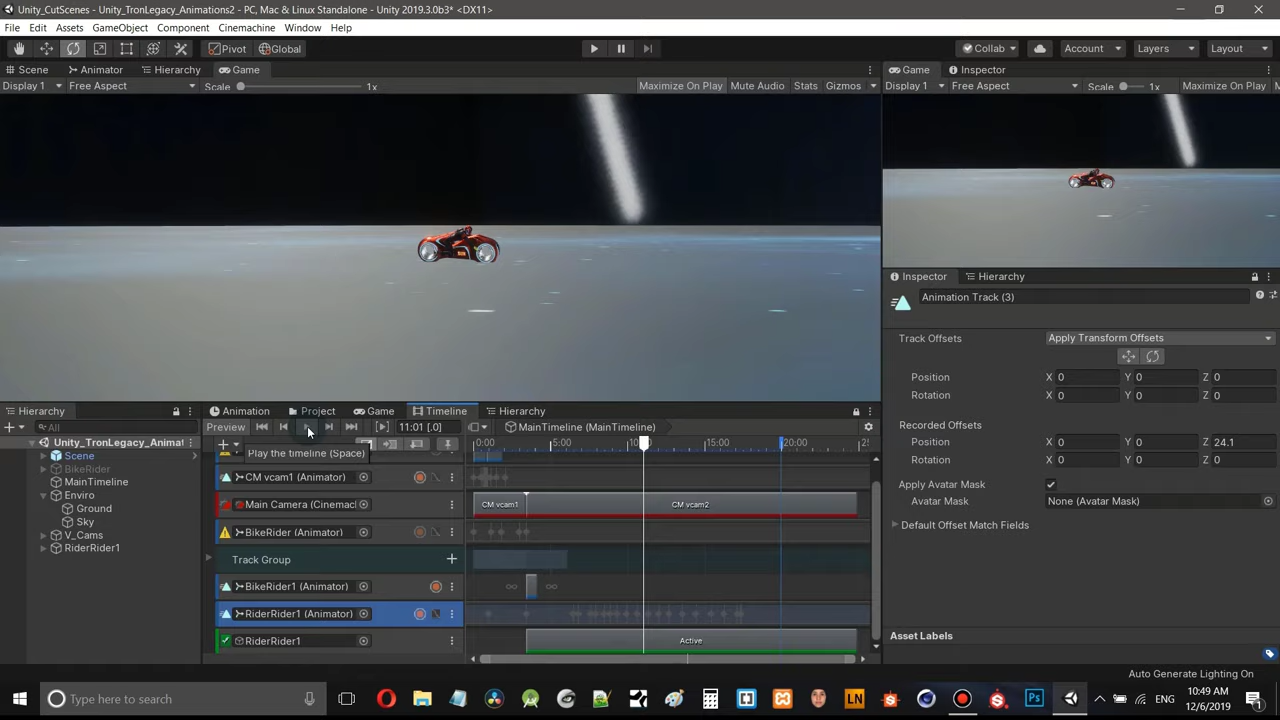 Unity_CutScenes - Unity_TronLegacy_Animations2 - PC, Mac & Linux Standalone - Unity 2019.3.0b3* <DX11>
File Edit Assets GameObject Component Cinemachine Window Help
Pivot Global Collab Account Layers Layout
Scene Animator Hierarchy Game
Display 1 Free Aspect Scale 1x Maximize On Play Mute Audio Stats Gizmos
Game Inspector
Display 1 Free Aspect Scale 1x Maximize On Play
Inspector Hierarchy
Animation Track (3)
Track Offsets Apply Transform Offsets
Position X 0 Y 0 Z 0
Rotation X 0 Y 0 Z 0
Recorded Offsets
Position X 0 Y 0 Z 24.1
Rotation X 0 Y 0 Z 0
Apply Avatar Mask
Avatar Mask None (Avatar Mask)
Default Offset Match Fields
Asset Labels
Hierarchy
All
Unity_TronLegacy_Animat
Scene
BikeRider
MainTimeline
Enviro
Ground
Sky
V_Cams
RiderRider1
Animation Project Game Timeline Hierarchy
Preview 11:01 [.0] MainTimeline (MainTimeline)
0:00 5:00 10:0 15:00 20:00
Play the timeline (Space)
CM vcam1 (Animator)
Main Camera (Cinemac CM vcam1 CM vcam2
BikeRider (Animator)
Track Group
BikeRider1 (Animator)
RiderRider1 (Animator)
RiderRider1 Active
Auto Generate Lighting On
Type here to search
LN Ps ENG
10:49 AM
12/6/2019